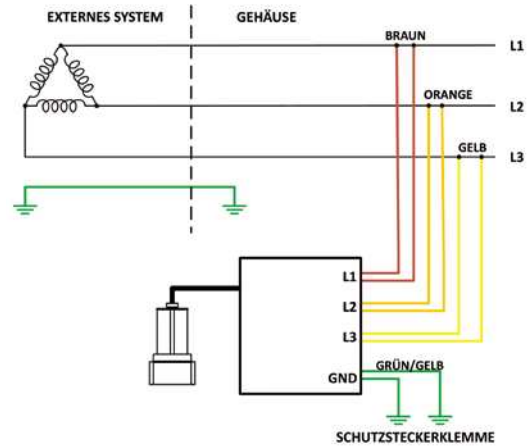 EXTERNES SYSTEM
GEHÄUSE
BRAUN
L1
ORANGE
L2
GELB
L3
L1
L2
L3
GRÜN/GELB
GND
SCHUTZSTECKERKLEMME